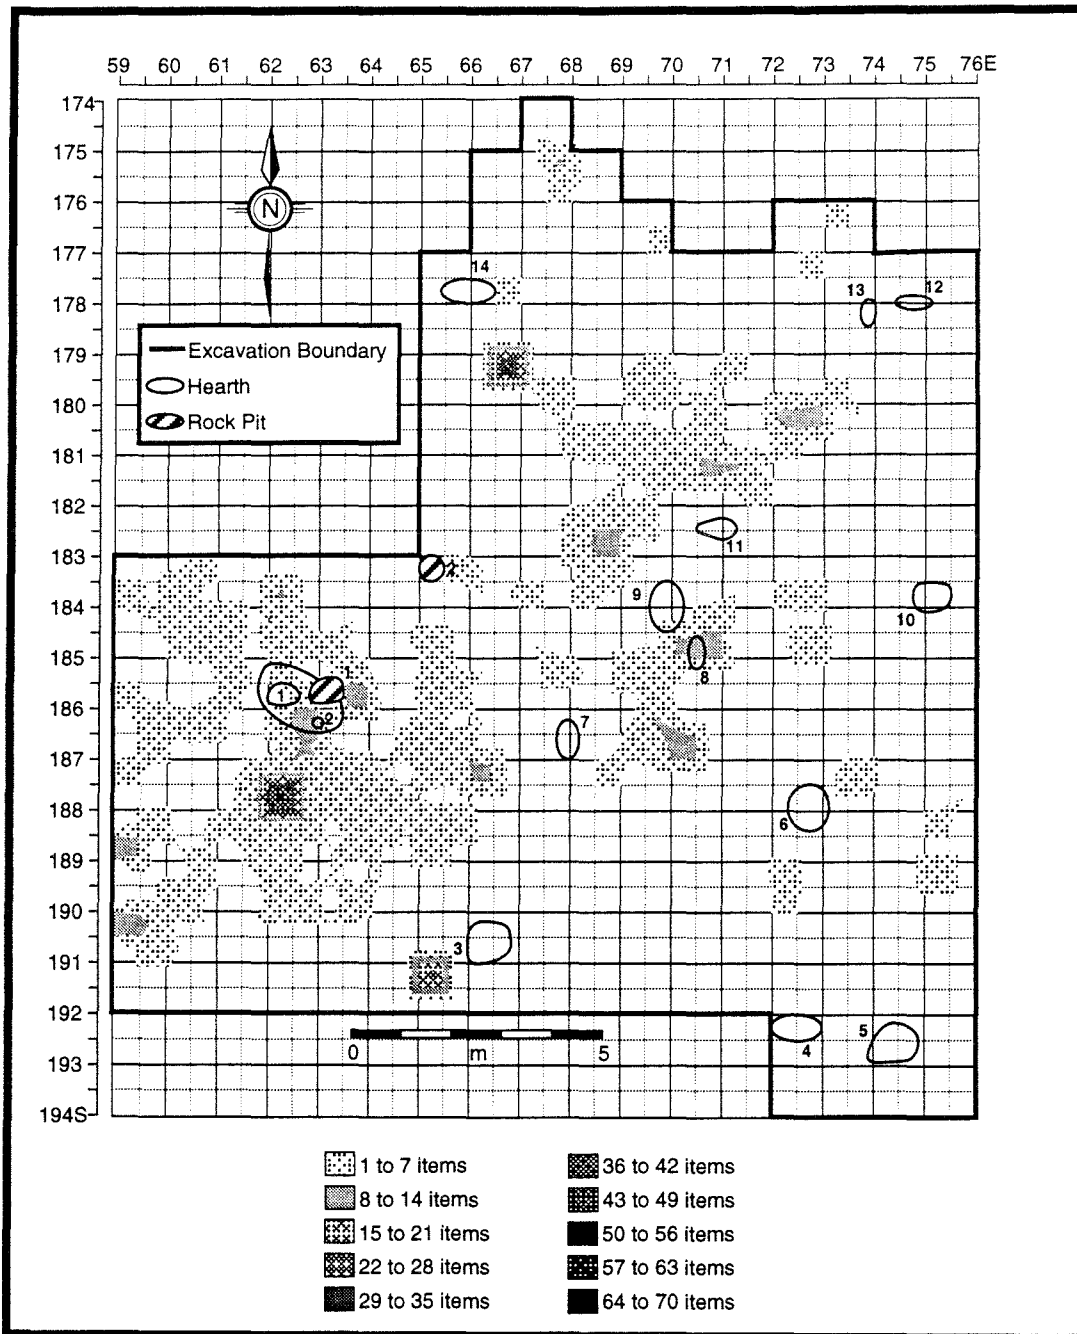 59 60 61 62 63 64 65 66 67 68 69 70 71 72 73 74 75 76E
174
175
176
N
177
14
178
13 12
Excavation Boundary
179
Hearth
180
Rock Pit
181
182
11
183
2
9
184
10
185
8
1
1
186
2
7
187
188
6
189
190
3
191
192
5
4
0 m 5
193
194S
1 to 7 items
8 to 14 items
15 to 21 items
22 to 28 items
29 to 35 items
36 to 42 items
43 to 49 items
50 to 56 items
57 to 63 items
64 to 70 items